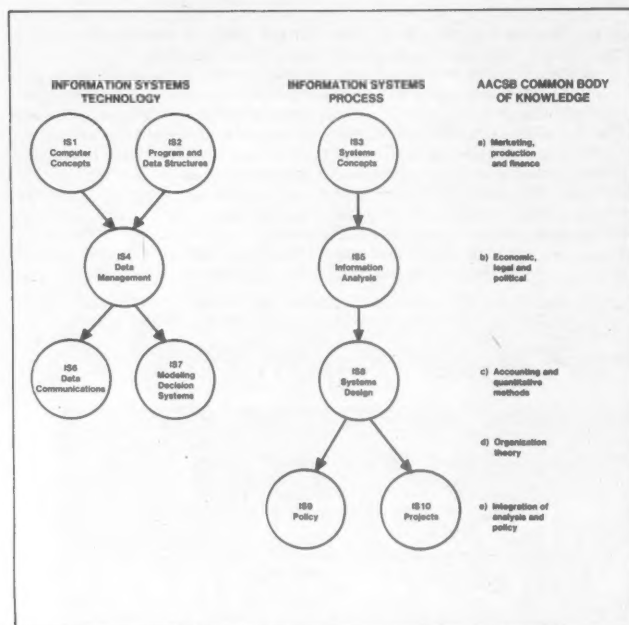 INFORMATION SYSTEMS
TECHNOLOGY
INFORMATION SYSTEMS
PROCESS
AACSB COMMON BODY
OF KNOWLEDGE
IS1
Computer
Concepts
IS2
Program and
Data Structures
IS3
Systems
Concepts
a) Marketing,
production
and finance
IS4
Data
Management
IS5
Information
Analysis
b) Economic,
legal and
political
IS6
Data
Communications
IS7
Modeling
Decision
Systems
IS8
Systems
Design
c) Accounting and
quantitative
methods
d) Organisation
theory
IS9
Policy
IS10
Projects
e) Integration of
analysis and
policy